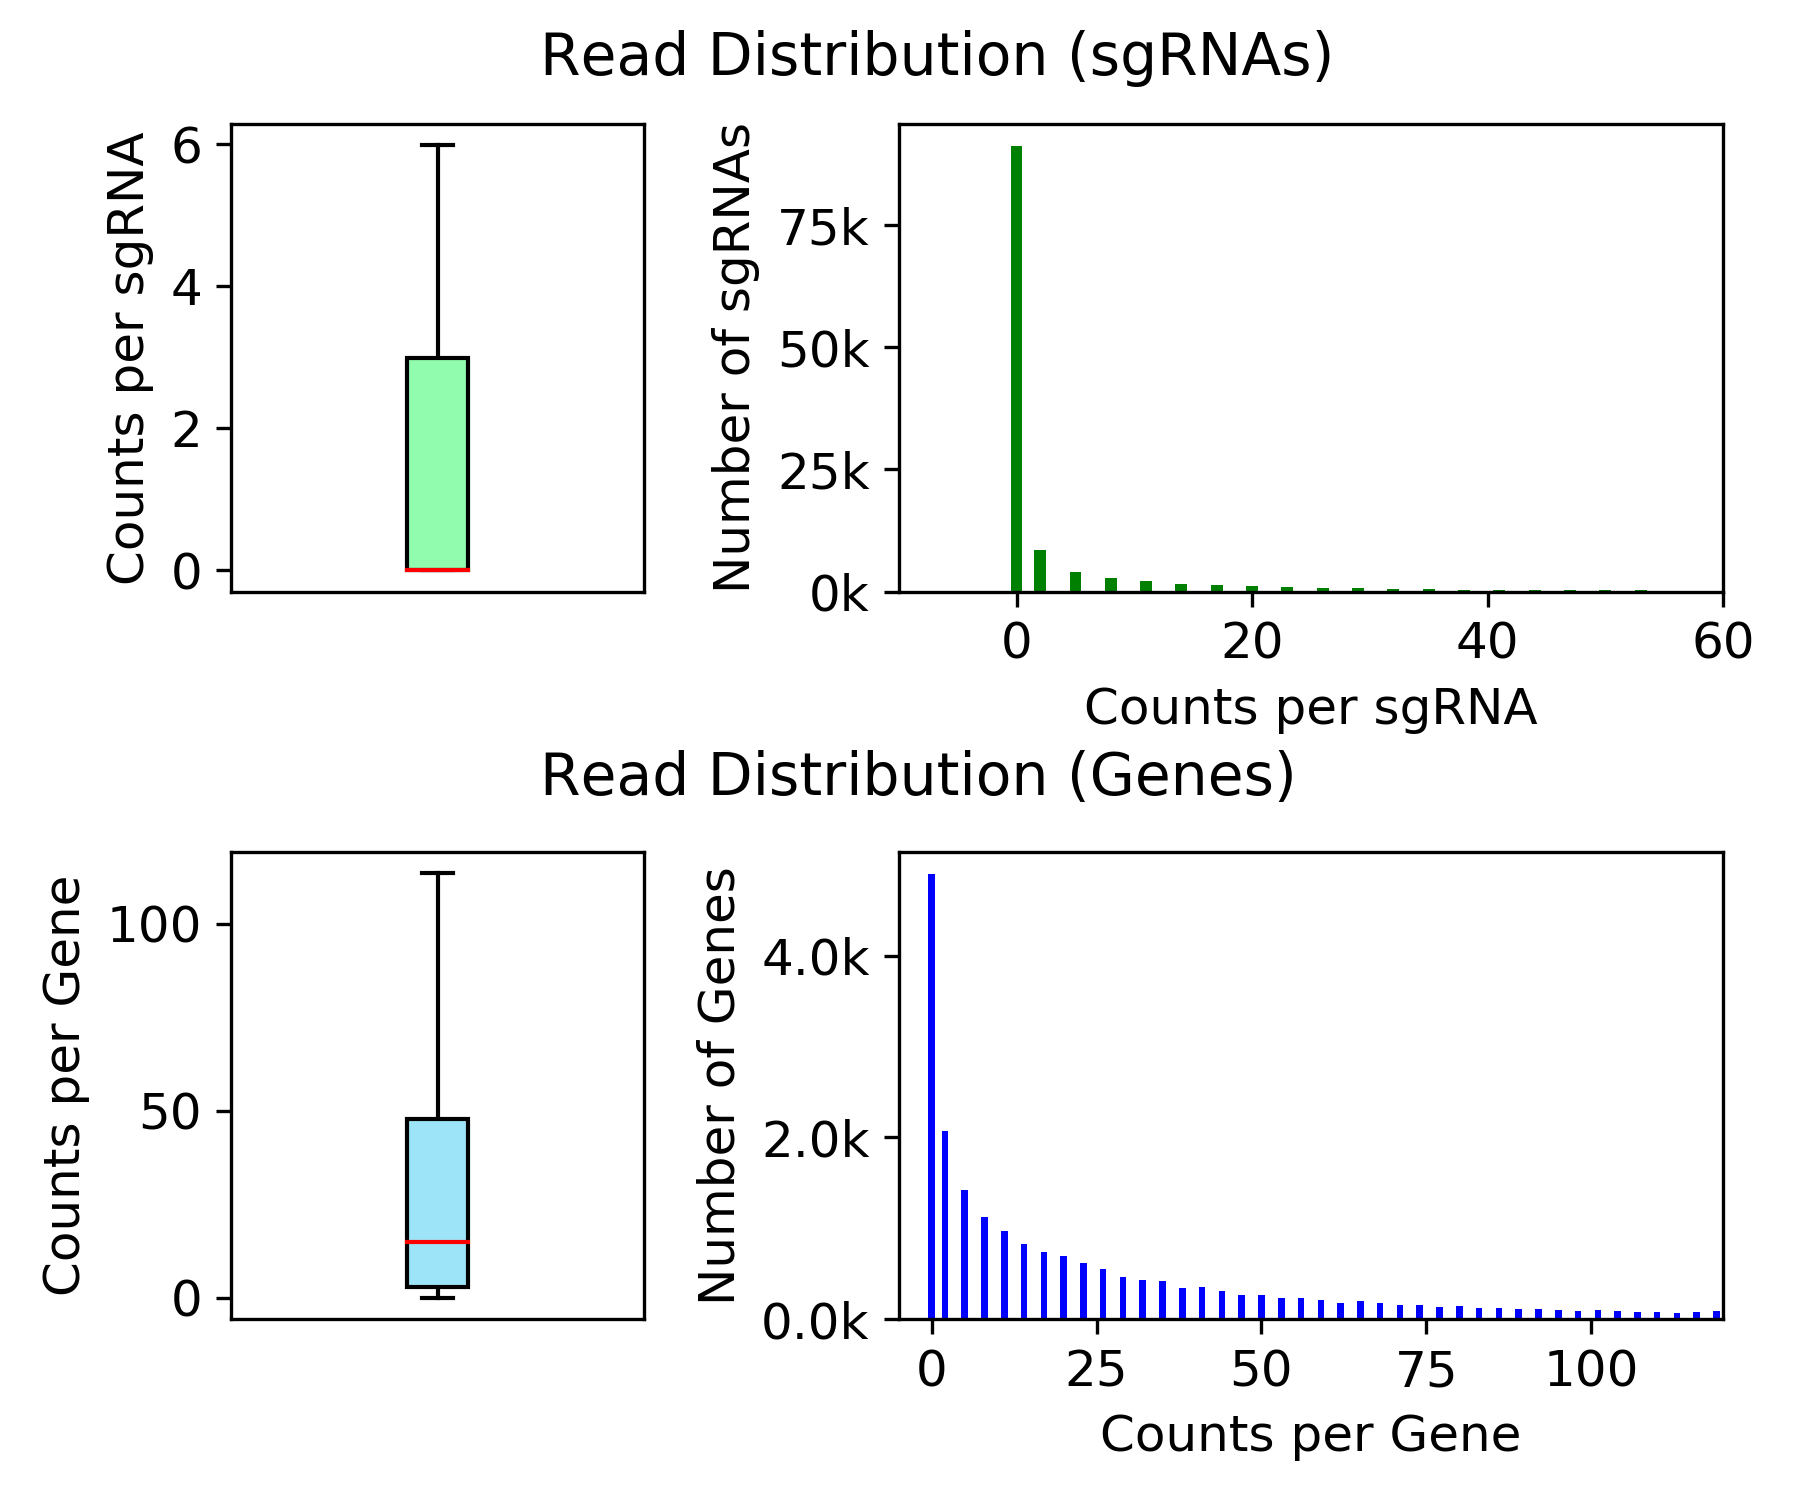 Read Distribution (sgRNAs)
Counts per sgRNA
6
4
2
0
Number of sgRNAs
75k
50k
25k
0k
0 20 40 60
Counts per sgRNA
Read Distribution (Genes)
Counts per Gene
100
50
0
Number of Genes
4.0k
2.0k
0.0k
0 25 50 75 100
Counts per Gene